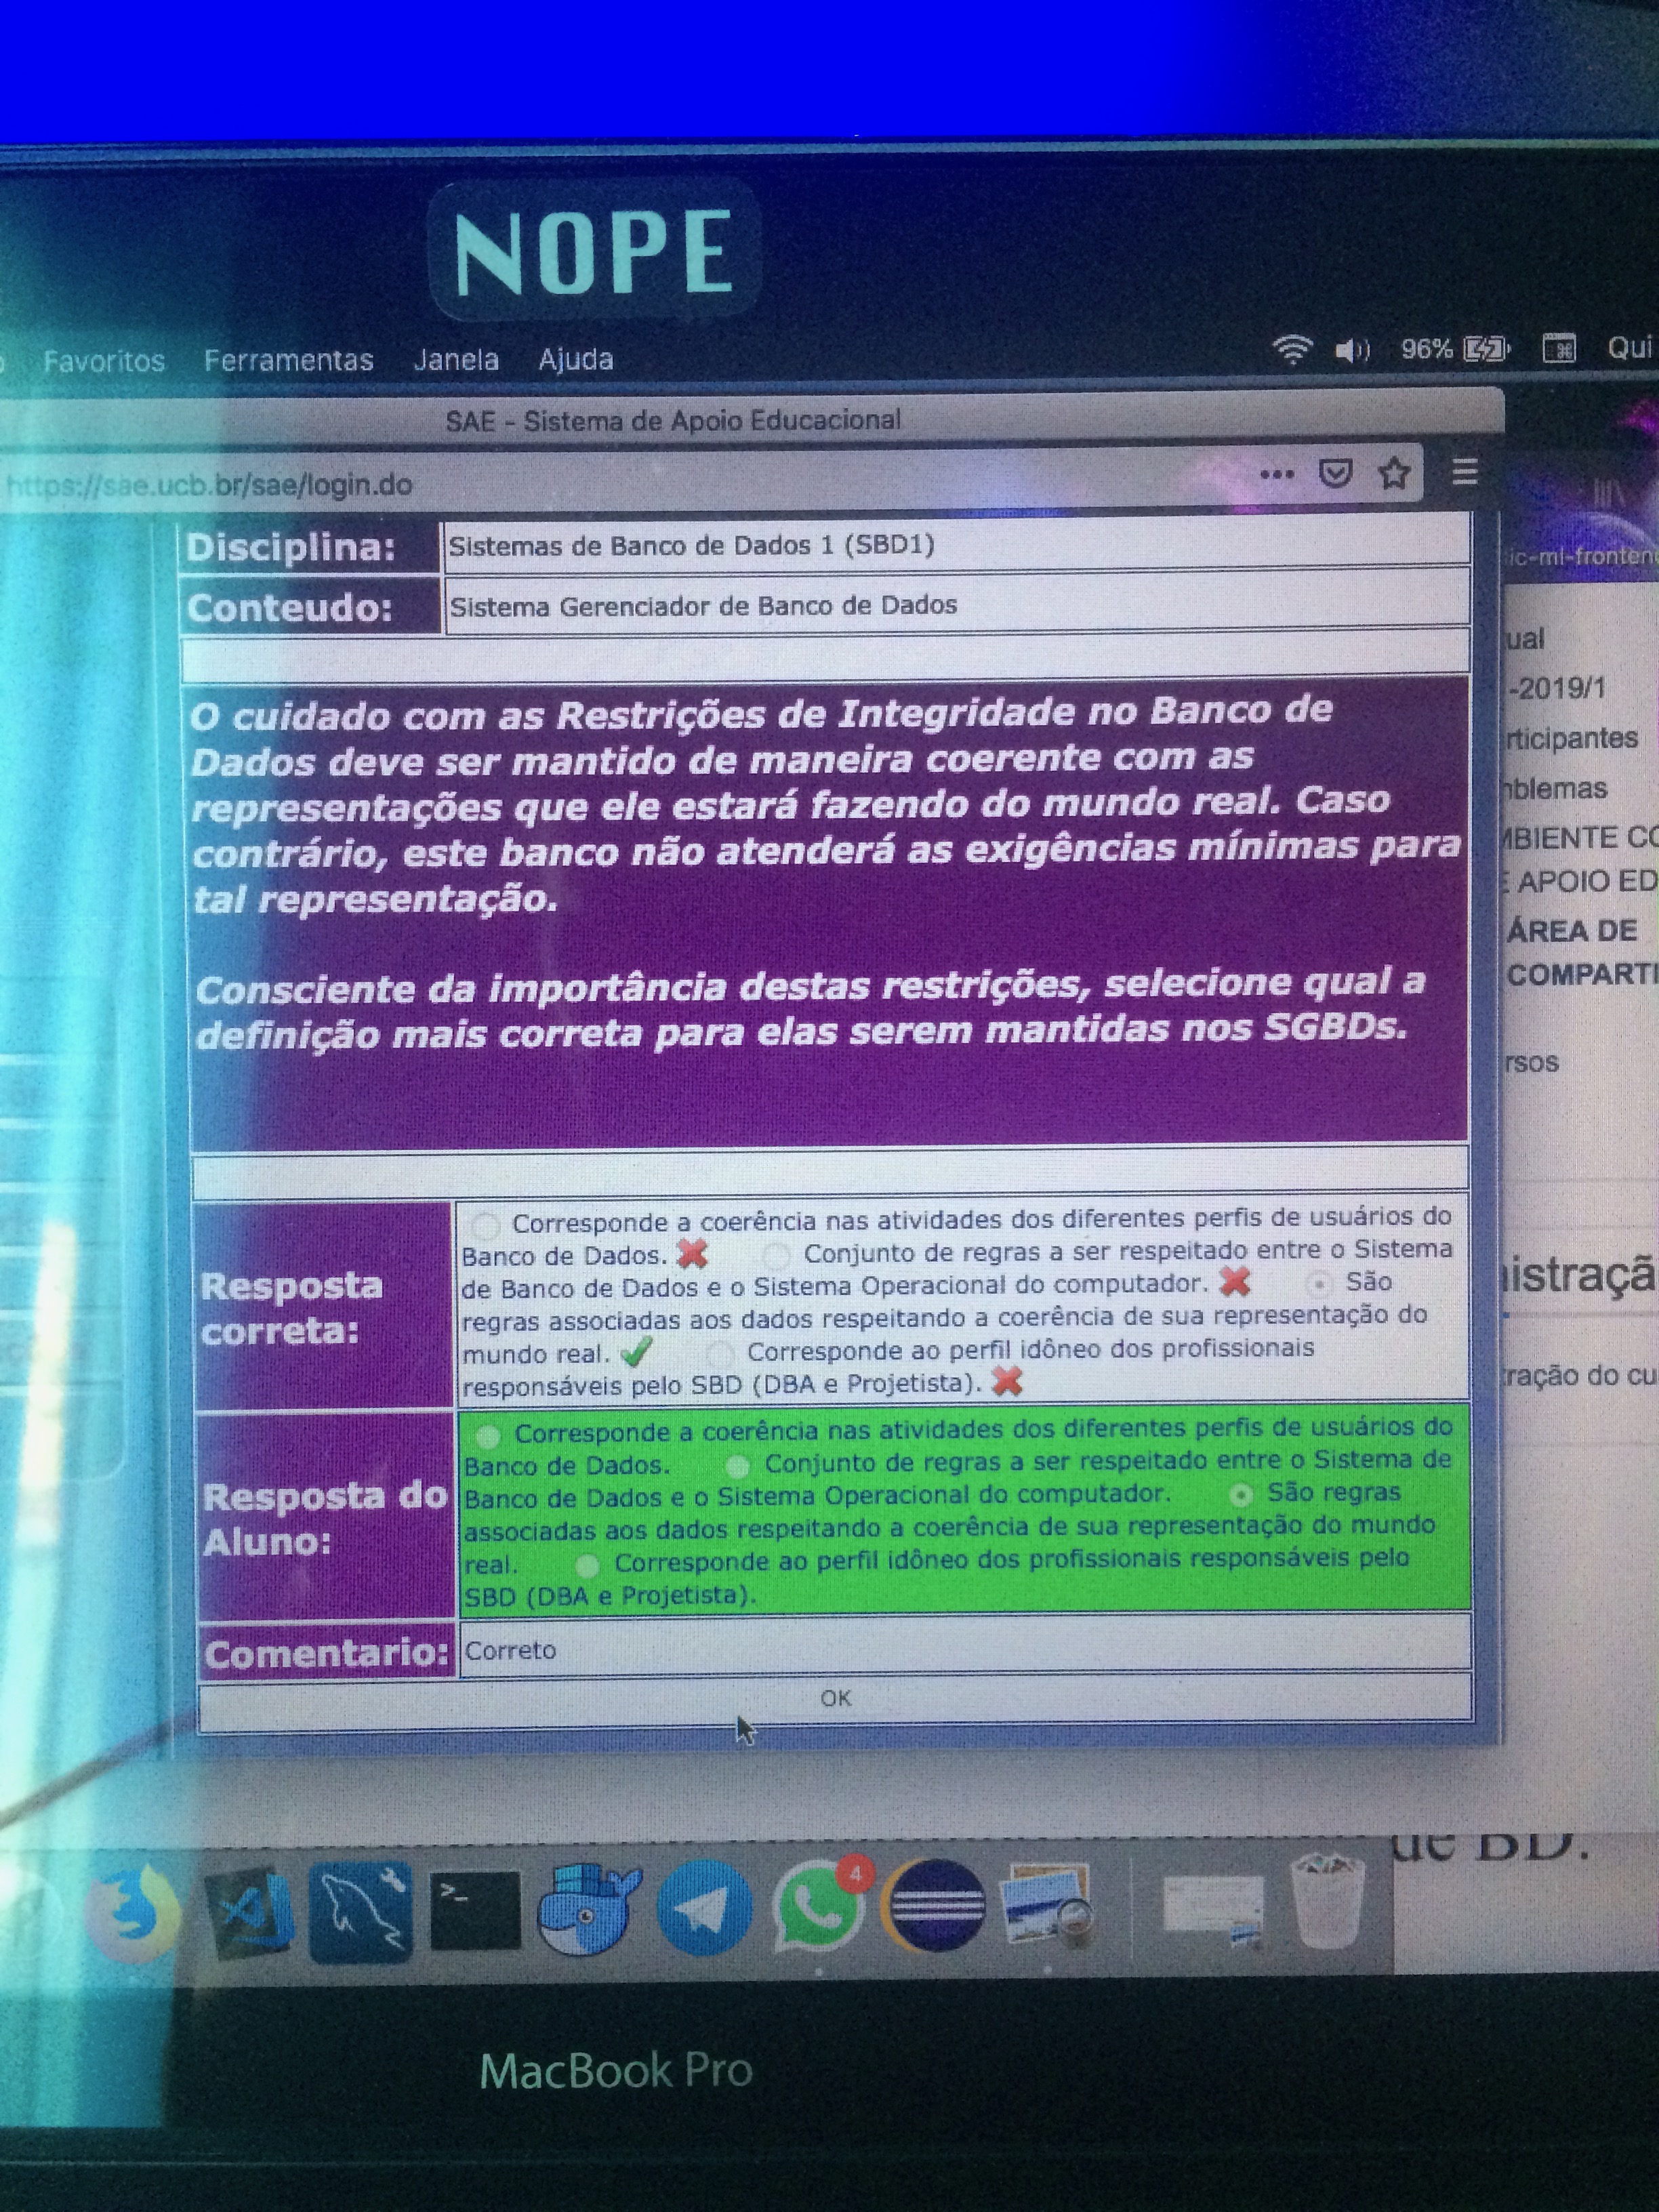 NOPE
Favoritos Ferramentas Janela Ajuda 96% Qui
SAE - Sistema de Apoio Educacional
https://sae.ucb.br/sae/login.do
Disciplina: Sistemas de Banco de Dados 1 (SBD1)
Conteudo: Sistema Gerenciador de Banco de Dados
O cuidado com as Restrições de Integridade no Banco de
Dados deve ser mantido de maneira coerente com as
representações que ele estará fazendo do mundo real. Caso
contrário, este banco não atenderá as exigências mínimas para
tal representação.
Consciente da importância destas restrições, selecione qual a
definição mais correta para elas serem mantidas nos SGBDs.
Resposta
correta:
Corresponde a coerência nas atividades dos diferentes perfis de usuários do
Banco de Dados. Conjunto de regras a ser respeitado entre o Sistema
de Banco de Dados e o Sistema Operacional do computador. São
regras associadas aos dados respeitando a coerência de sua representação do
mundo real. Corresponde ao perfil idôneo dos profissionais
responsáveis pelo SBD (DBA e Projetista).
Resposta do
Aluno:
Corresponde a coerência nas atividades dos diferentes perfis de usuários do
Banco de Dados. Conjunto de regras a ser respeitado entre o Sistema de
Banco de Dados e o Sistema Operacional do computador. São regras
associadas aos dados respeitando a coerência de sua representação do mundo
real. Corresponde ao perfil idôneo dos profissionais responsáveis pelo
SBD (DBA e Projetista).
Comentario: Correto
OK
ic-ml-fronten
ual
-2019/1
rticipantes
blemas
MBIENTE CO
E APOIO ED
ÁREA DE
COMPARTI
rsos
nistraçã
tração do cu
de BD.
4
MacBook Pro